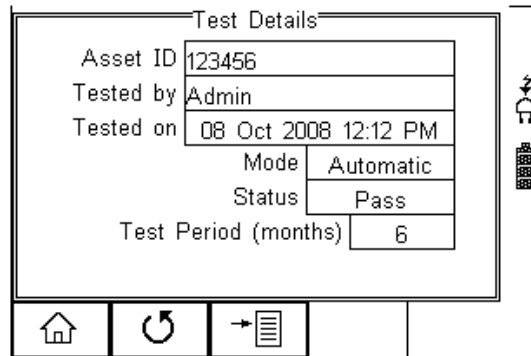 Test Details
Asset ID 123456
Tested by Admin
Tested on 08 Oct 2008 12:12 PM
Mode Automatic
Status Pass
Test Period (months) 6